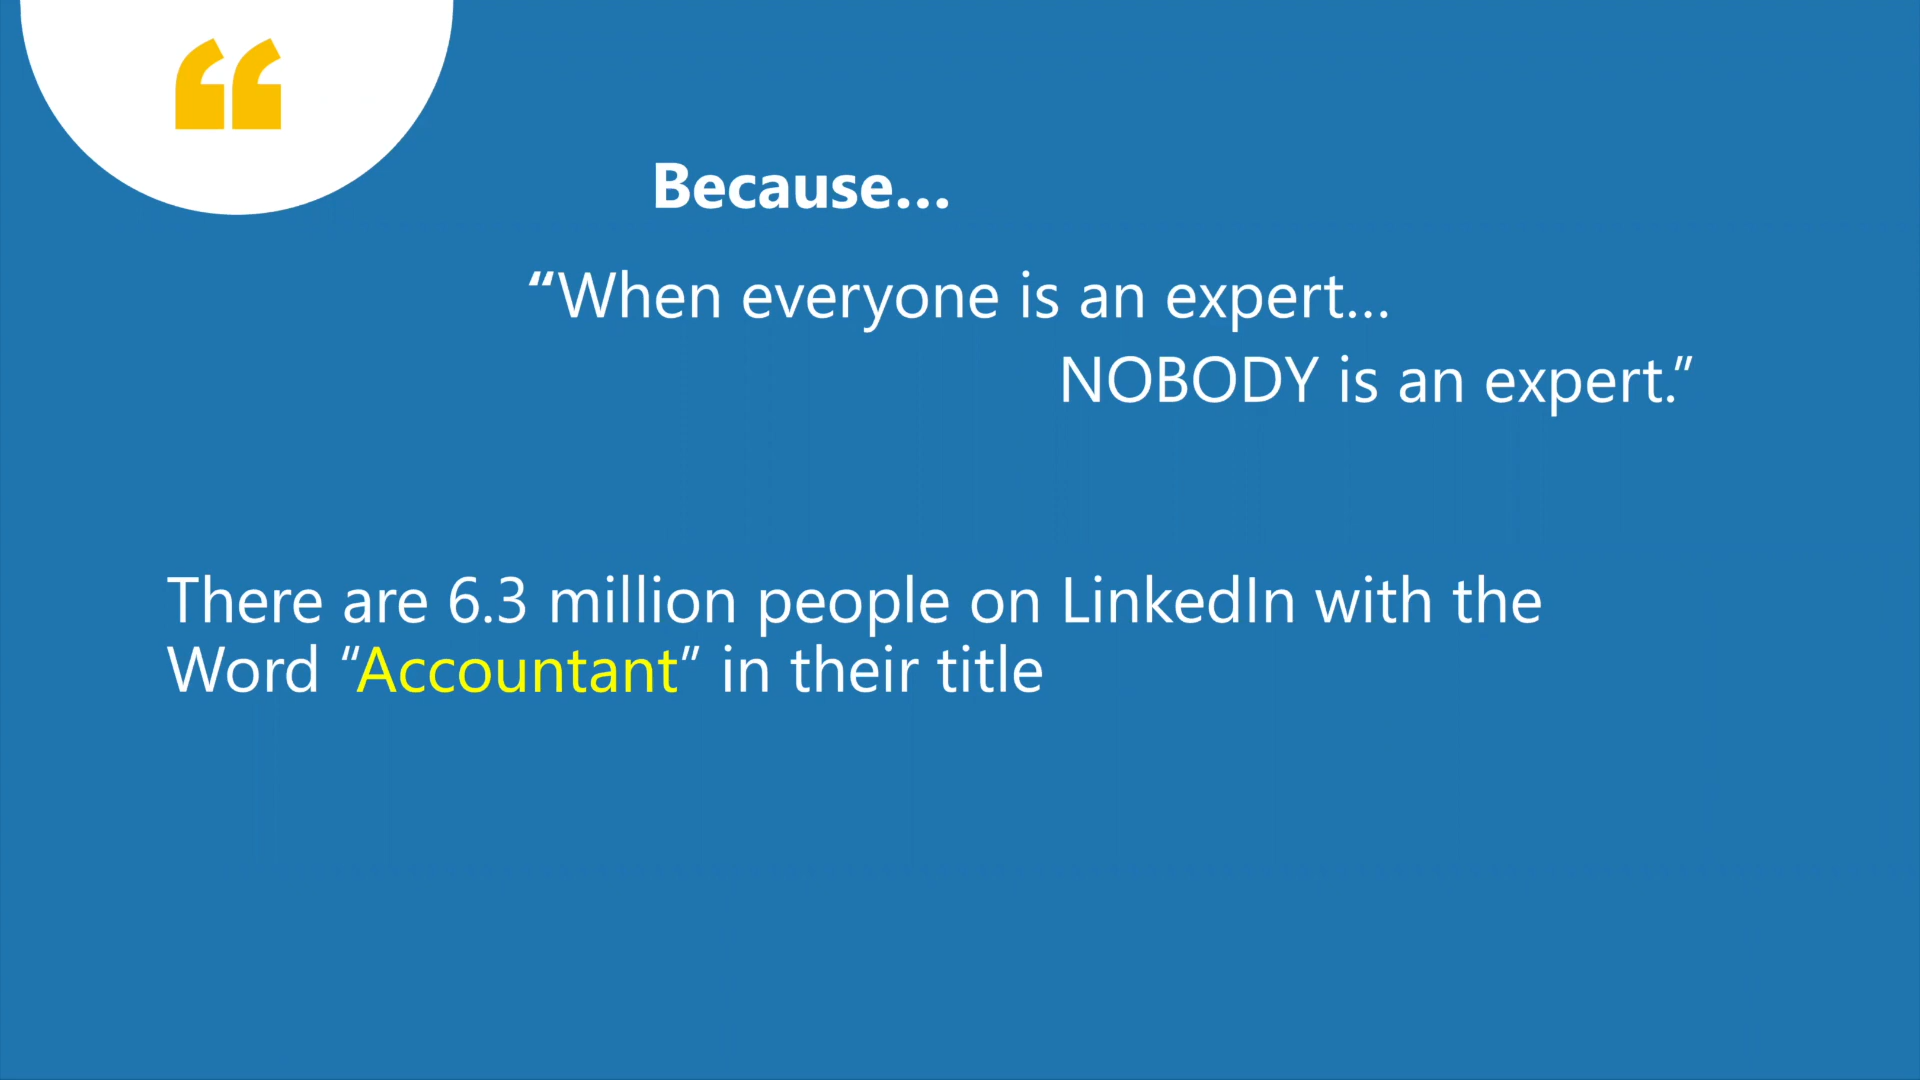 “
Because...
“When everyone is an expert...
NOBODY is an expert.”
There are 6.3 million people on LinkedIn with the
Word “Accountant” in their title